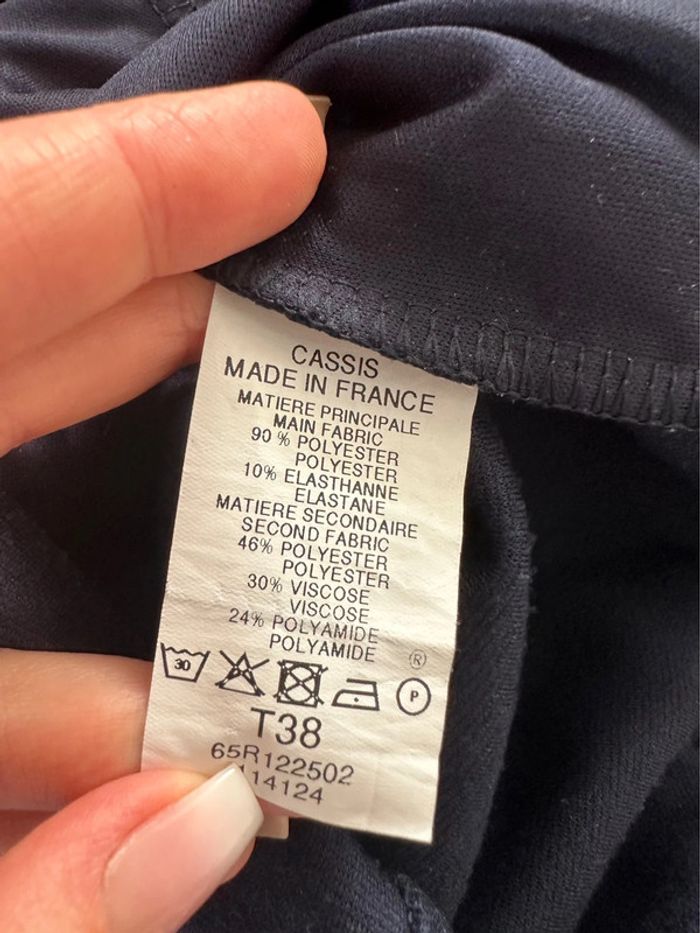 CASSIS
MADE IN FRANCE
MATIERE PRINCIPALE
MAIN FABRIC
90 % POLYESTER
POLYESTER
10% ELASTHANNE
ELASTANE
MATIERE SECONDAIRE
SECOND FABRIC
46% POLYESTER
POLYESTER
30% VISCOSE
VISCOSE
24% POLYAMIDE
POLYAMIDE
®
30 P
T38
65R122502
114124